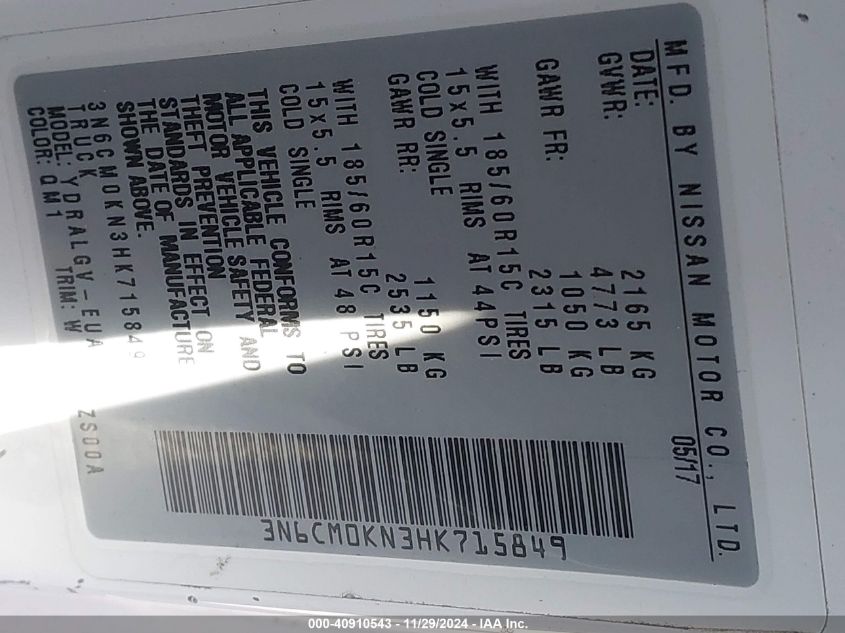 MFD. BY NISSAN MOTOR CO., LTD.
DATE: 05/17
GVWR: 2165 KG
4773 LB
GAWR FR: 1050 KG
2315 LB
WITH 185/60R15C TIRES
15x5.5 RIMS AT 44PSI
COLD SINGLE
GAWR RR: 1150 KG
2535 LB
WITH 185/60R15C TIRES
15x5.5 RIMS AT 48 PSI
COLD SINGLE
THIS VEHICLE CONFORMS TO
ALL APPLICABLE FEDERAL
MOTOR VEHICLE SAFETY AND
THEFT PREVENTION
STANDARDS IN EFFECT ON
THE DATE OF MANUFACTURE
SHOWN ABOVE.
3N6CM0KN3HK715849
TRUCK
MODEL: YDRALGV-EUA ZS00A
COLOR: QM1 TRIM: W
3N6CM0KN3HK715849
000-40910543 - 11/29/2024 - IAA Inc.